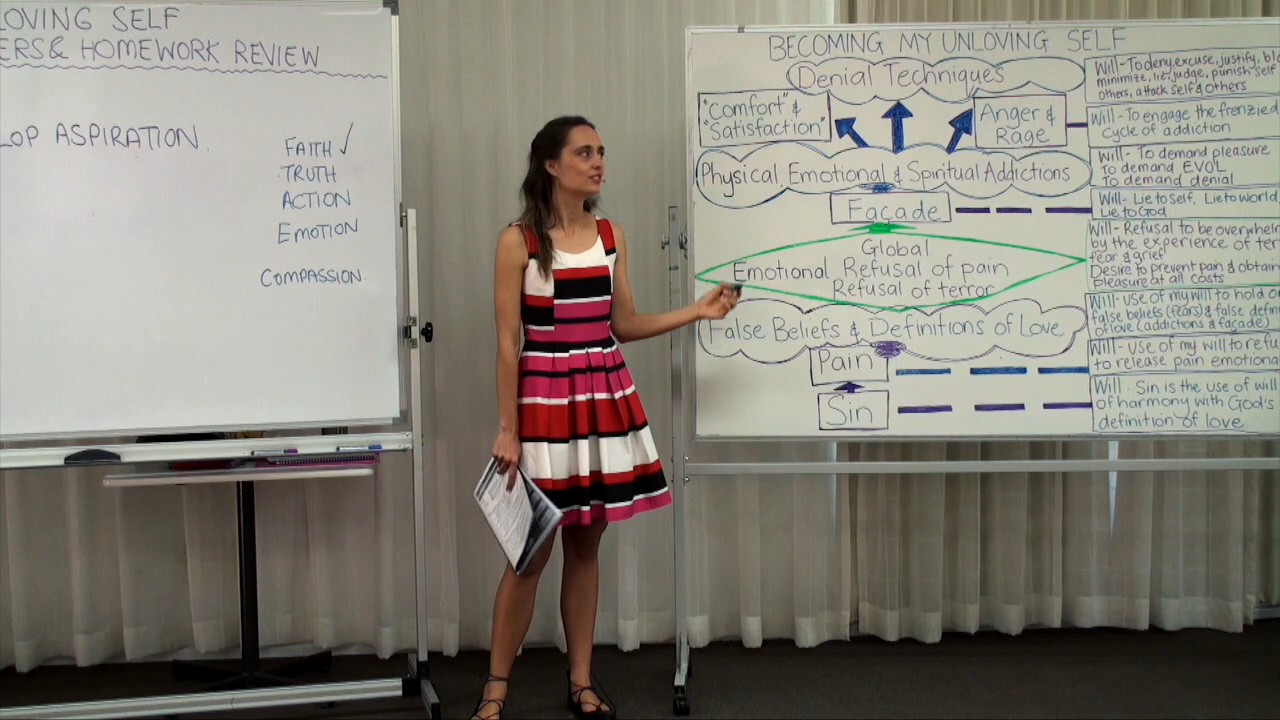 LOVING SELF
ERS & HOMEWORK REVIEW
LOP ASPIRATION.
FAITH ✓
TRUTH
ACTION
EMOTION
COMPASSION.
BECOMING MY UNLOVING SELF
Denial Techniques
"Comfort" &
"Satisfaction"
Anger &
Rage
Physical, Emotional & Spiritual Addictions
Façade
Global
Emotional Refusal of pain
Refusal of terror
False Beliefs & Definitions of Love
Pain
Sin
Will - To deny, excuse, justify, bl
minimize, lie, judge, punish self
others, attack self & others
Will - To engage the frenzied
cycle of addiction
Will - To demand pleasure
To demand EVOL
To demand denial
Will - Lie to self, Lie to world,
Lie to God
Will - Refusal to be overwhelm
by the experience of ter
fear & grief
Desire to prevent pain & obtain
pleasure at all costs
Will - use of my will to hold on
false beliefs (fears) & false defin
of love (addictions & facade)
Will - use of my will to refu
to release pain emotiona
Will - Sin is the use of will
of harmony with God's
definition of love